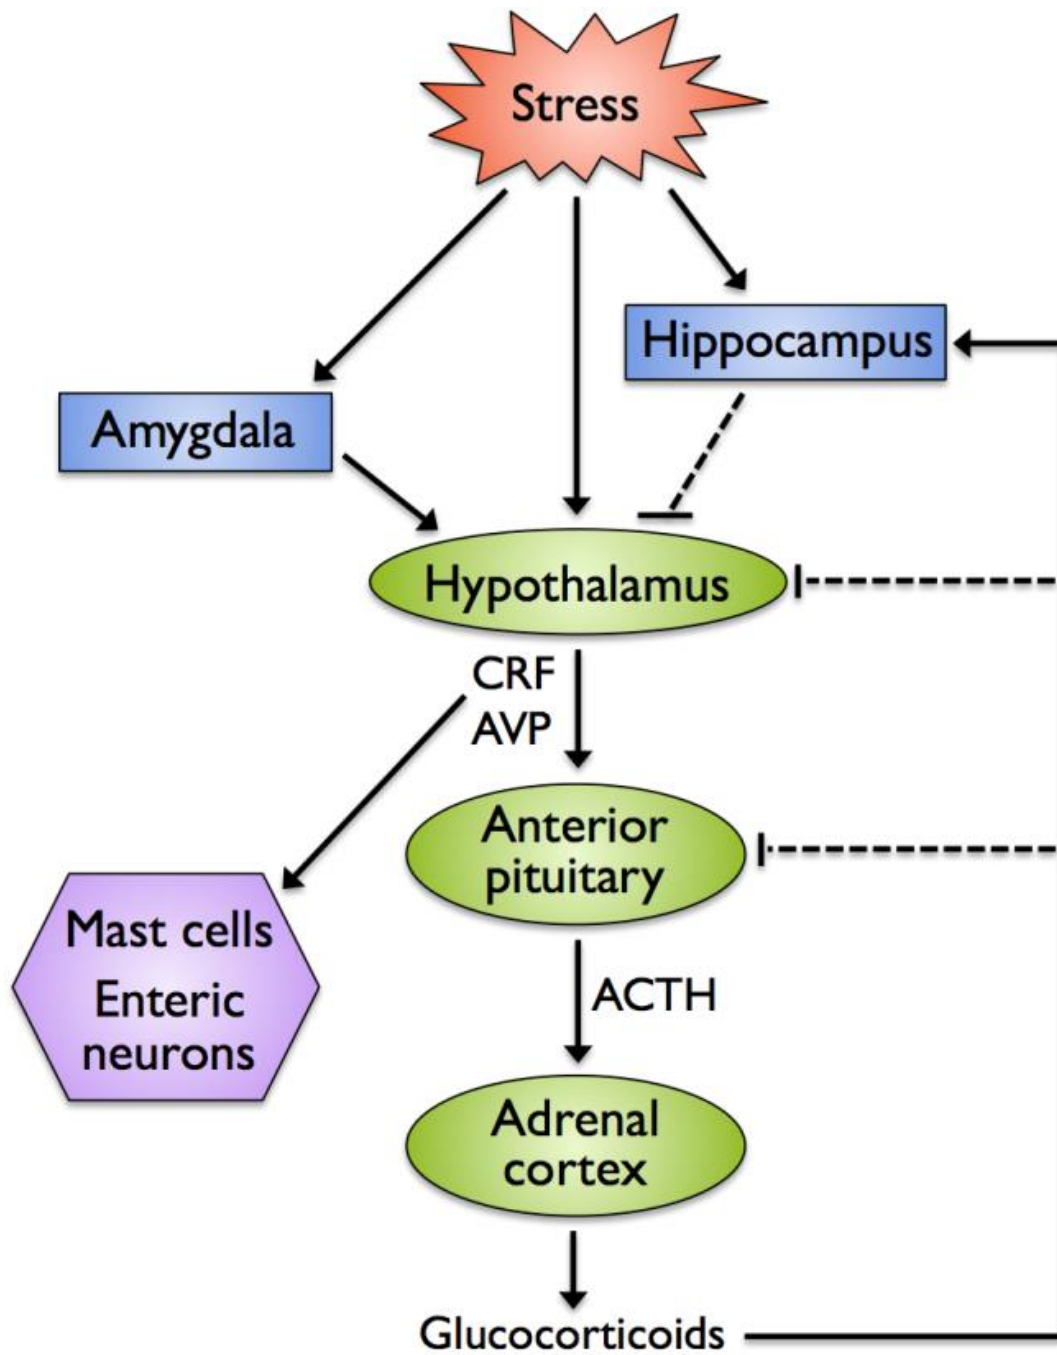 Stress
Hippocampus
Amygdala
Hypothalamus
CRF
AVP
Anterior
pituitary
Mast cells
Enteric
neurons
ACTH
Adrenal
cortex
Glucocorticoids